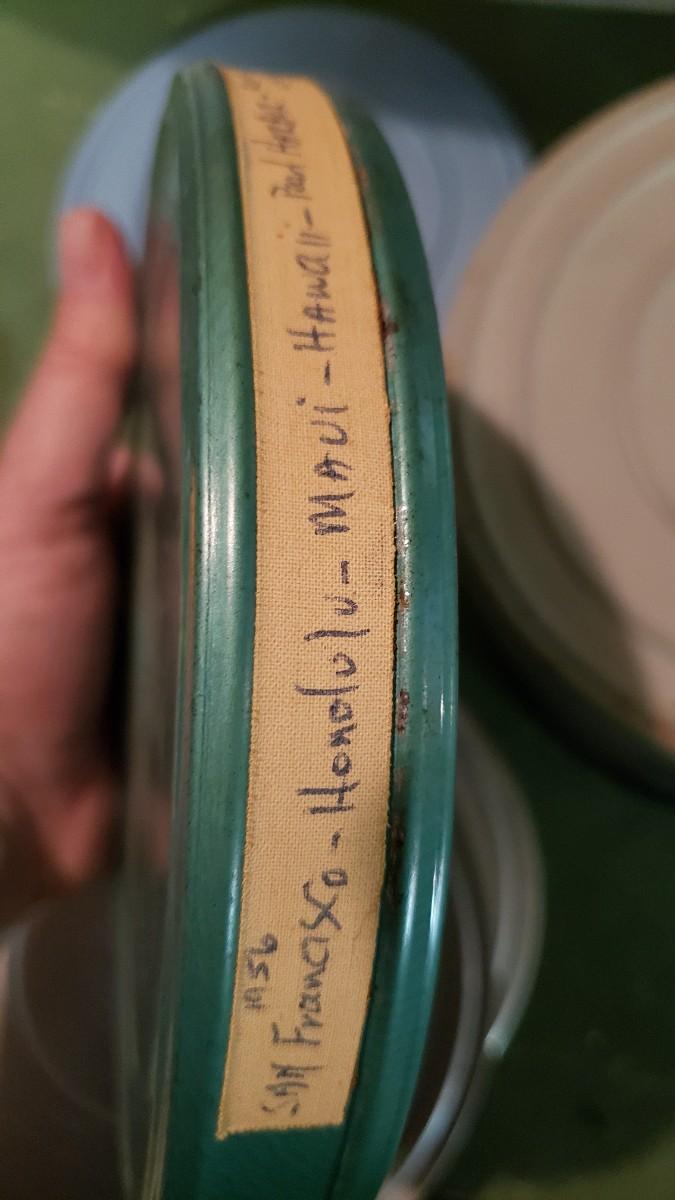 1956
SAN Francisco - Honolulu - MAUi - HAwaii - Pearl Harbor -